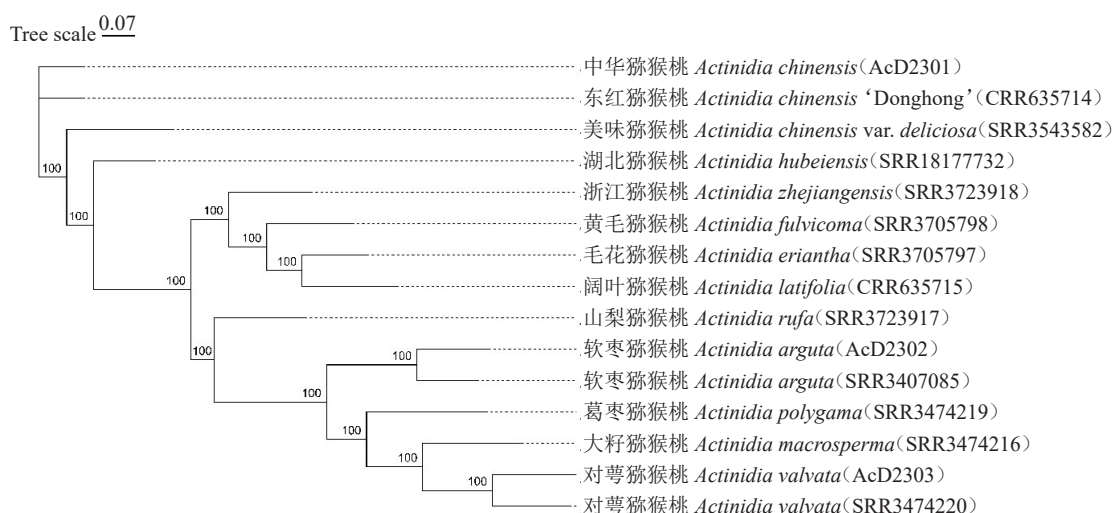 Tree scale 0.07
中华猕猴桃 Actinidia chinensis(AcD2301)
东红猕猴桃 Actinidia chinensis ‘Donghong’(CRR635714)
美味猕猴桃 Actinidia chinensis var. deliciosa(SRR3543582)
100
湖北猕猴桃 Actinidia hubeiensis(SRR18177732)
浙江猕猴桃 Actinidia zhejiangensis(SRR3723918)
100
100
黄毛猕猴桃 Actinidia fulvicoma(SRR3705798)
100
毛花猕猴桃 Actinidia eriantha(SRR3705797)
100
100
阔叶猕猴桃 Actinidia latifolia(CRR635715)
山梨猕猴桃 Actinidia rufa(SRR3723917)
软枣猕猴桃 Actinidia arguta(AcD2302)
100
100
软枣猕猴桃 Actinidia arguta(SRR3407085)
100
葛枣猕猴桃 Actinidia polygama(SRR3474219)
100
大籽猕猴桃 Actinidia macrosperma(SRR3474216)
100
对萼猕猴桃 Actinidia valvata(AcD2303)
100
对萼猕猴桃 Actinidia valvata(SRR3474220)